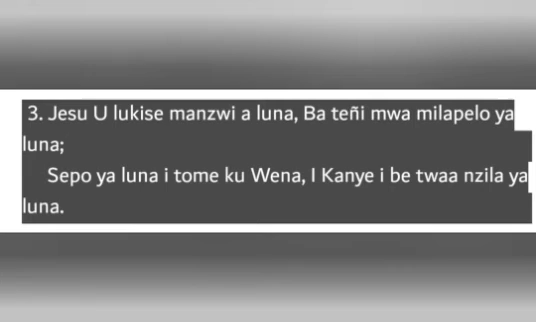 3. Jesu U lukise manzwi a luna, Ba teñi mwa milapelo ya
luna;
Sepo ya luna i tome ku Wena, I Kanye i be twaa nzila ya
luna.